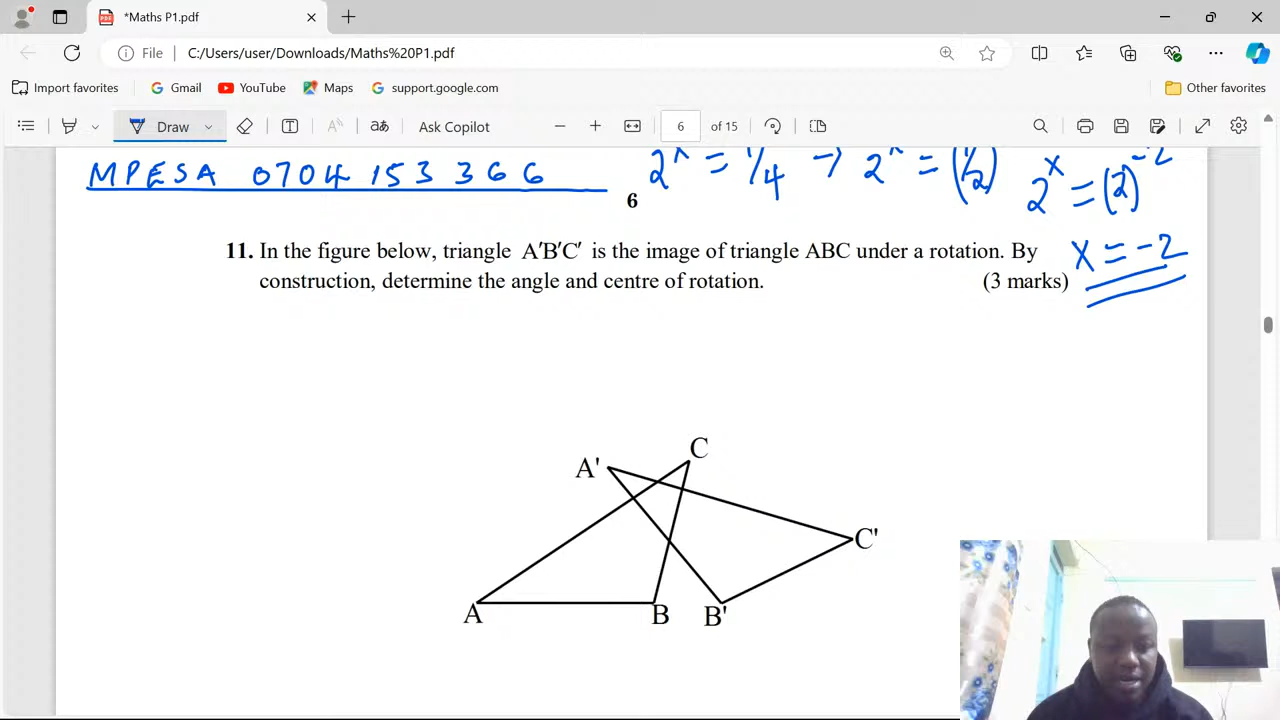 *Maths P1.pdf
File C:/Users/user/Downloads/Maths%20P1.pdf
Import favorites Gmail YouTube Maps support.google.com Other favorites
Draw aあ Ask Copilot 6 of 15
MPESA 0704 153 366
2^x = 1/4 → 2^x = (1/2) 2^x = (2)^-2
6
11. In the figure below, triangle A'B'C' is the image of triangle ABC under a rotation. By
construction, determine the angle and centre of rotation. (3 marks)
x = -2
A' C
C'
A B B'